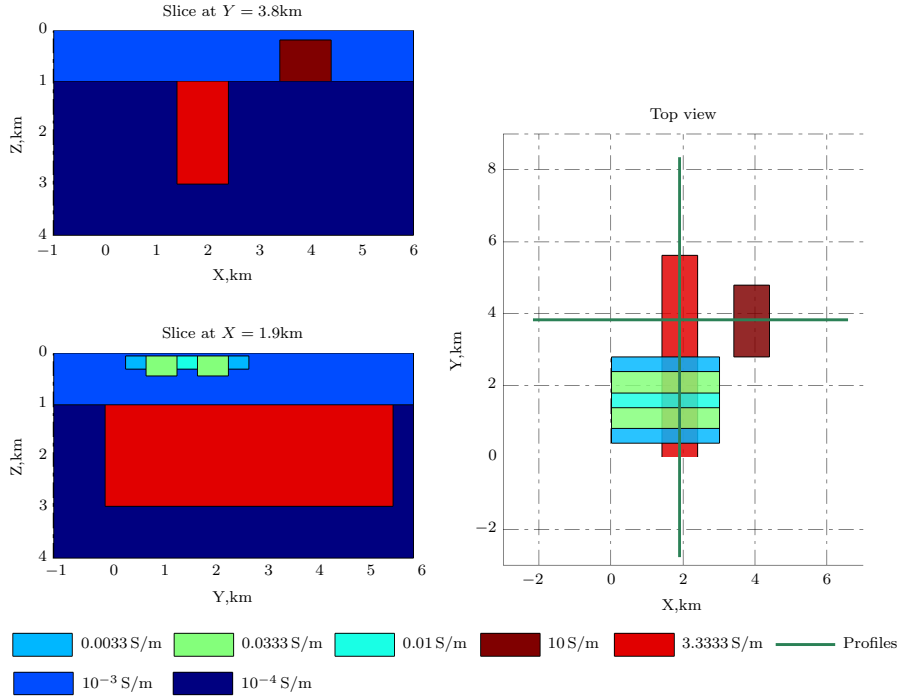 Slice at Y = 3.8km
0
1
2
3
4
Z,km
−1 0 1 2 3 4 5 6
X,km
Slice at X = 1.9km
0
1
2
3
4
Z,km
−1 0 1 2 3 4 5 6
Y,km
Top view
8
6
4
2
0
−2
Y,km
−2 0 2 4 6
X,km
0.0033 S/m 0.0333 S/m 0.01 S/m 10 S/m 3.3333 S/m Profiles
10⁻³ S/m 10⁻⁴ S/m